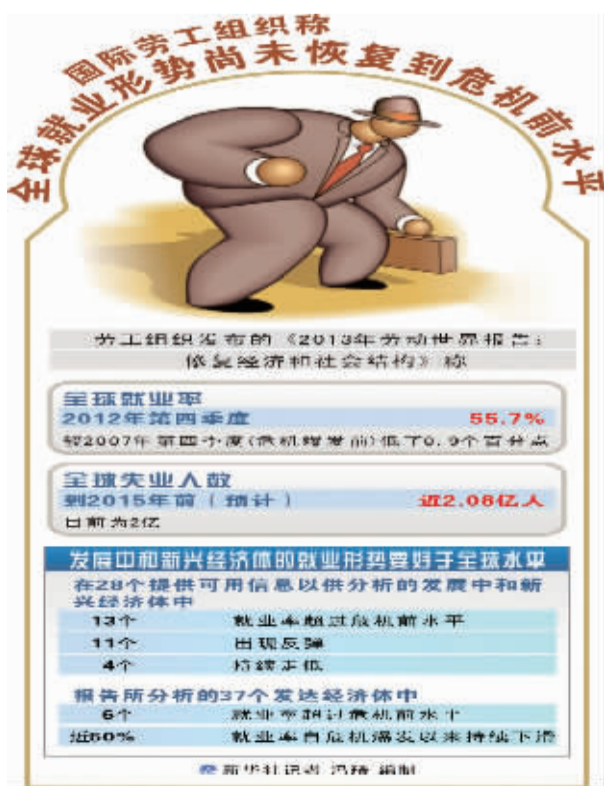 国际劳工组织称
全球就业形势尚未恢复到危机前水平
劳工组织发布的《2013年劳动世界报告：
修复经济和社会结构》称
全球就业率
2012年第四季度 55.7%
较2007年第四季度(危机爆发前)低了0.9个百分点
全球失业人数
到2015年前（预计） 近2.08亿人
目前为2亿
发展中和新兴经济体的就业形势要好于全球水平
在28个提供可用信息以供分析的发展中和新
兴经济体中
13个 就业率超过危机前水平
11个 出现反弹
4个 持续走低
报告所分析的37个发达经济体中
6个 就业率超过危机前水平
近60% 就业率自危机爆发以来持续下滑
新华社记者 冯琦 编制